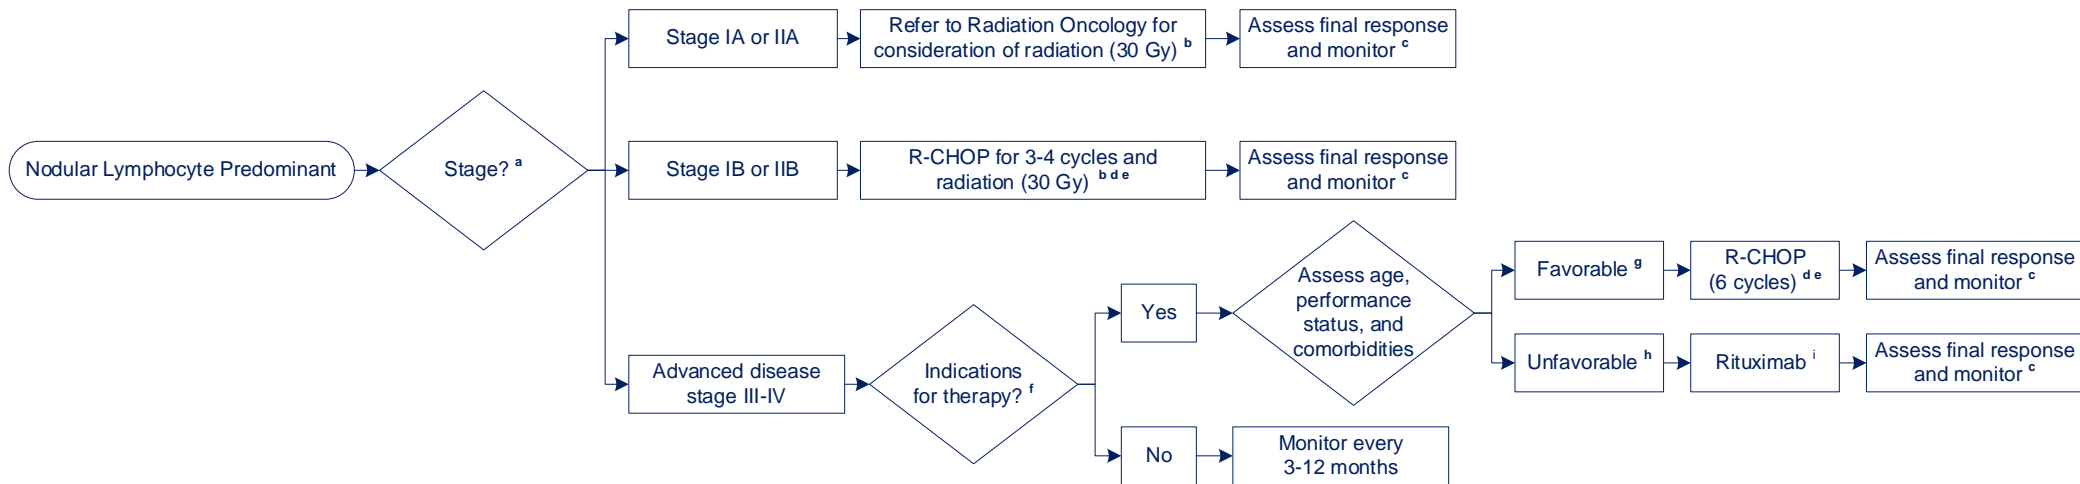 Nodular Lymphocyte Predominant
Stage? a
Stage IA or IIA
Refer to Radiation Oncology for
consideration of radiation (30 Gy) b
Assess final response
and monitor c
Stage IB or IIB
R-CHOP for 3-4 cycles and
radiation (30 Gy) b d e
Assess final response
and monitor c
Advanced disease
stage III-IV
Indications
for therapy? f
Yes
Assess age,
performance
status, and
comorbidities
Favorable g
R-CHOP
(6 cycles) d e
Assess final response
and monitor c
Unfavorable h
Rituximab i
Assess final response
and monitor c
No
Monitor every
3-12 months